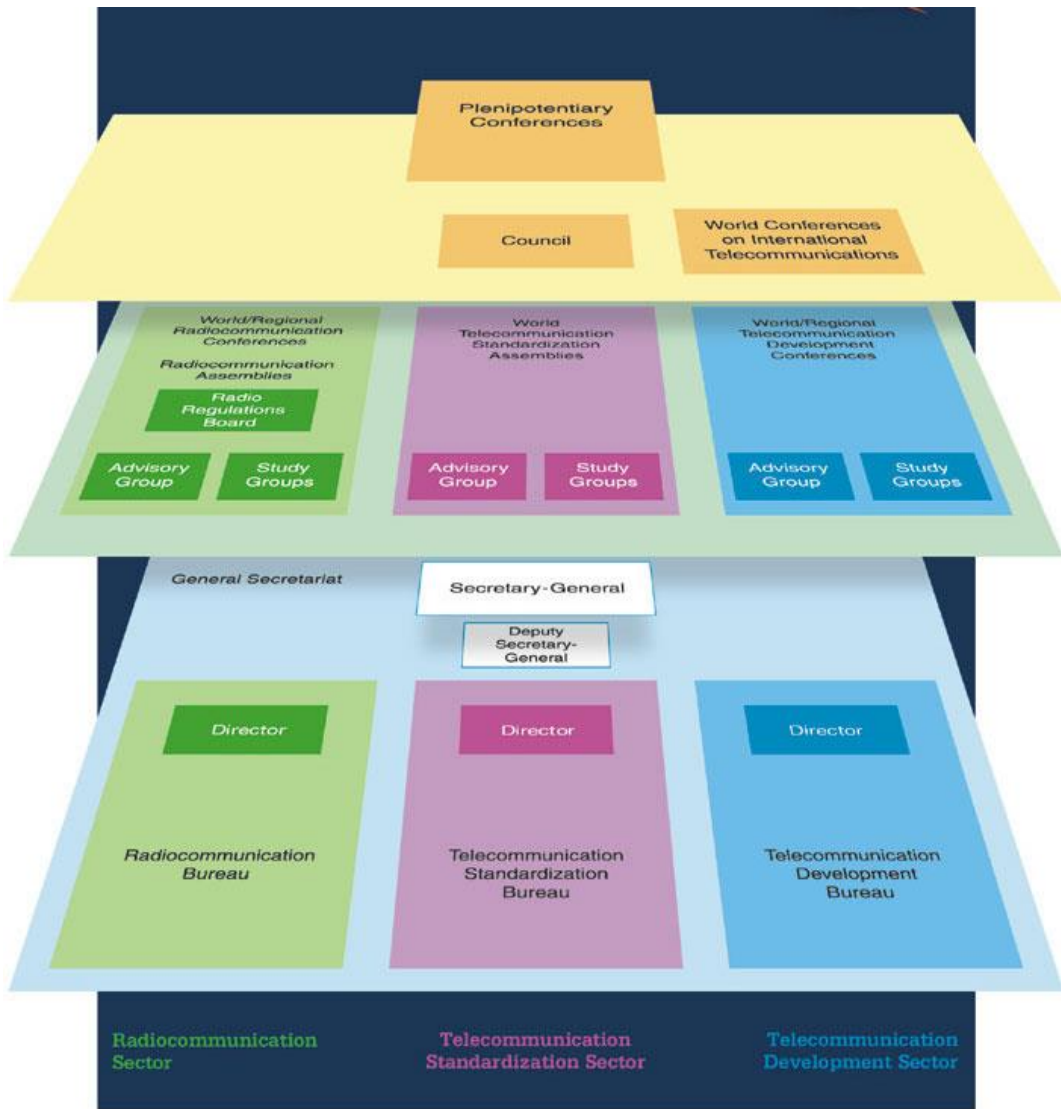 Plenipotentiary
Conferences
Council
World Conferences
on International
Telecommunications
World/Regional
Radiocommunication
Conferences
Radiocommunication
Assemblies
Radio
Regulations
Board
Advisory
Group
Study
Groups
World
Telecommunication
Standardization
Assemblies
Advisory
Group
Study
Groups
World/Regional
Telecommunication
Development
Conferences
Advisory
Group
Study
Groups
General Secretariat
Secretary-General
Deputy
Secretary-
General
Director
Radiocommunication
Bureau
Director
Telecommunication
Standardization
Bureau
Director
Telecommunication
Development
Bureau
Radiocommunication
Sector
Telecommunication
Standardization Sector
Telecommunication
Development Sector